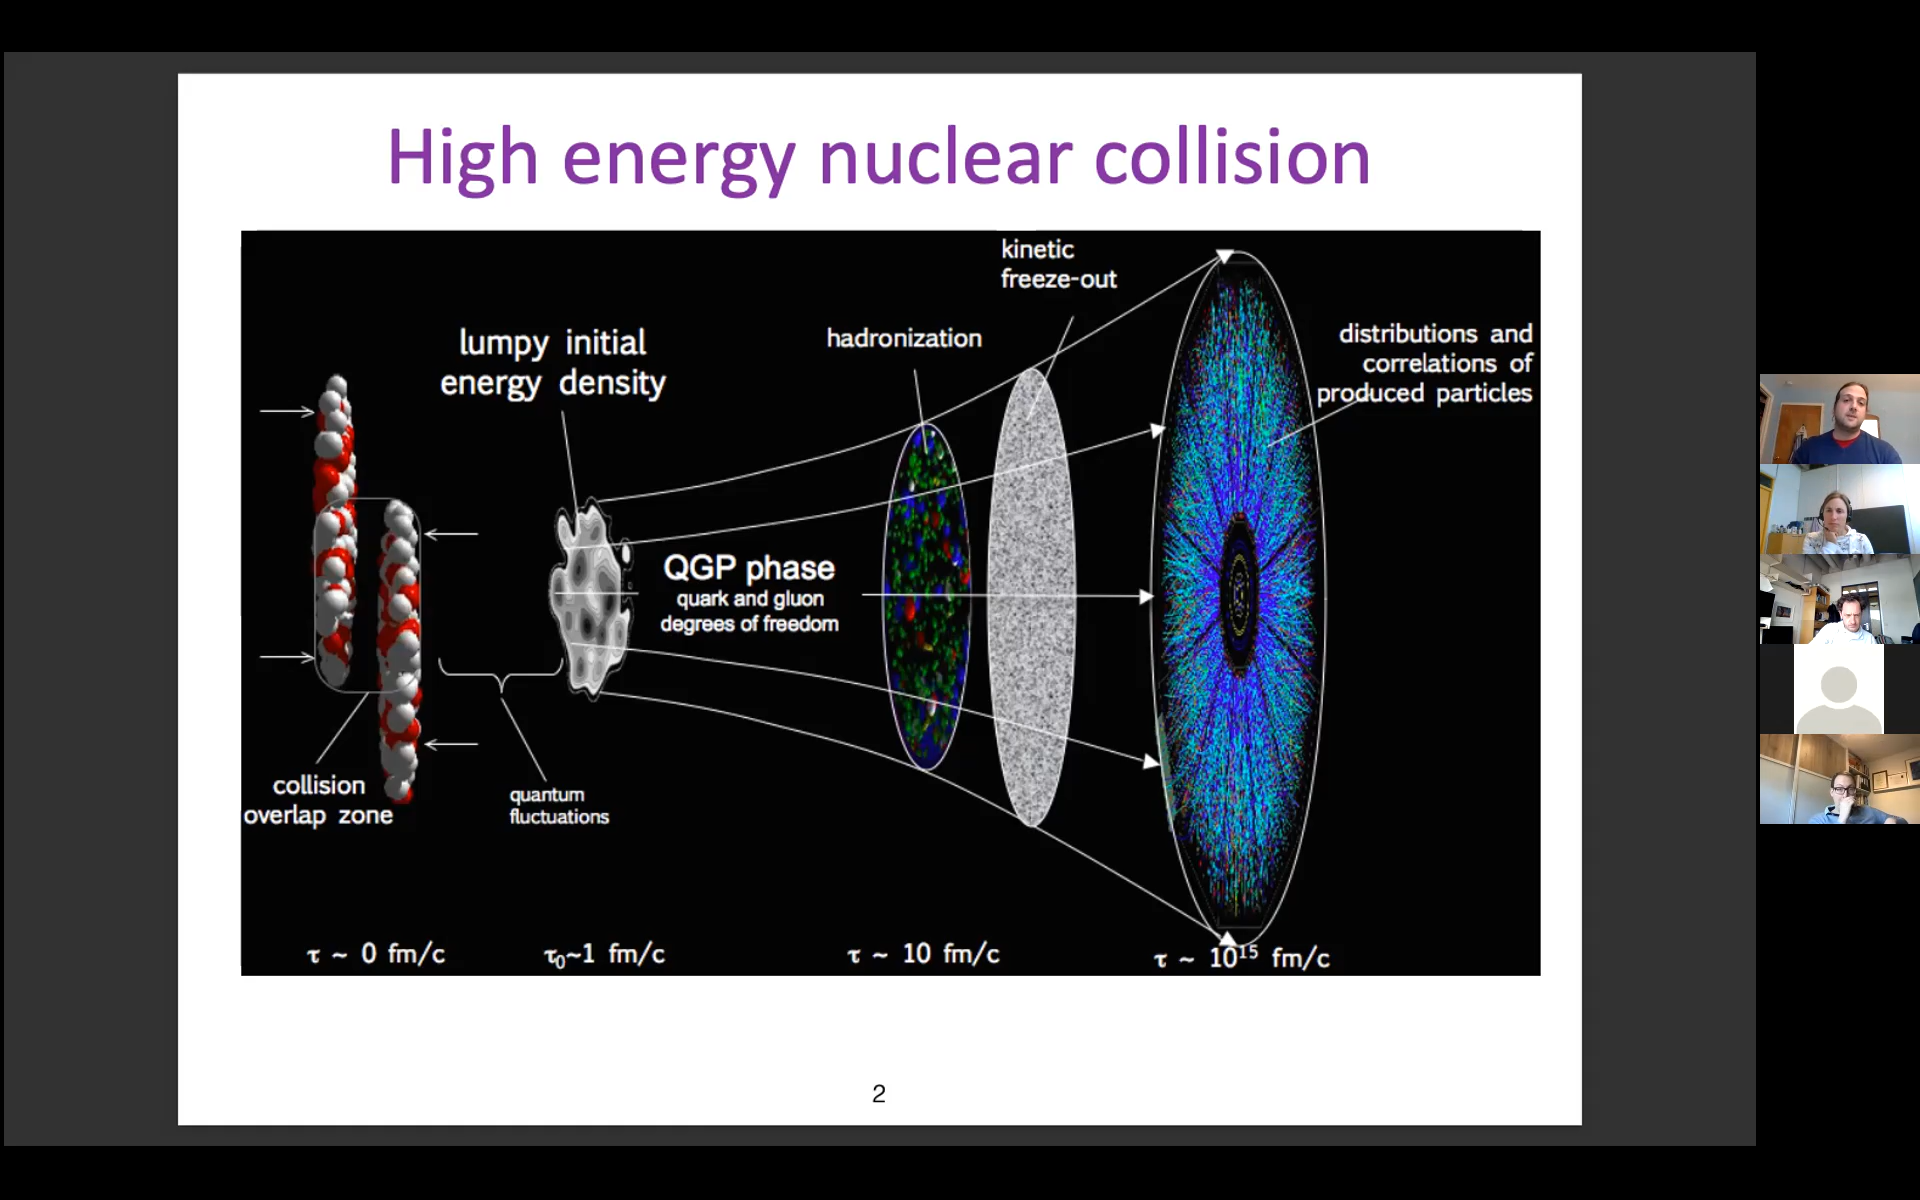 High energy nuclear collision
kinetic
freeze-out
lumpy initial
energy density
hadronization
distributions and
correlations of
produced particles
QGP phase
quark and gluon
degrees of freedom
collision
overlap zone
quantum
fluctuations
τ ~ 0 fm/c
τ₀~1 fm/c
τ ~ 10 fm/c
τ ~ 10¹⁵ fm/c
2